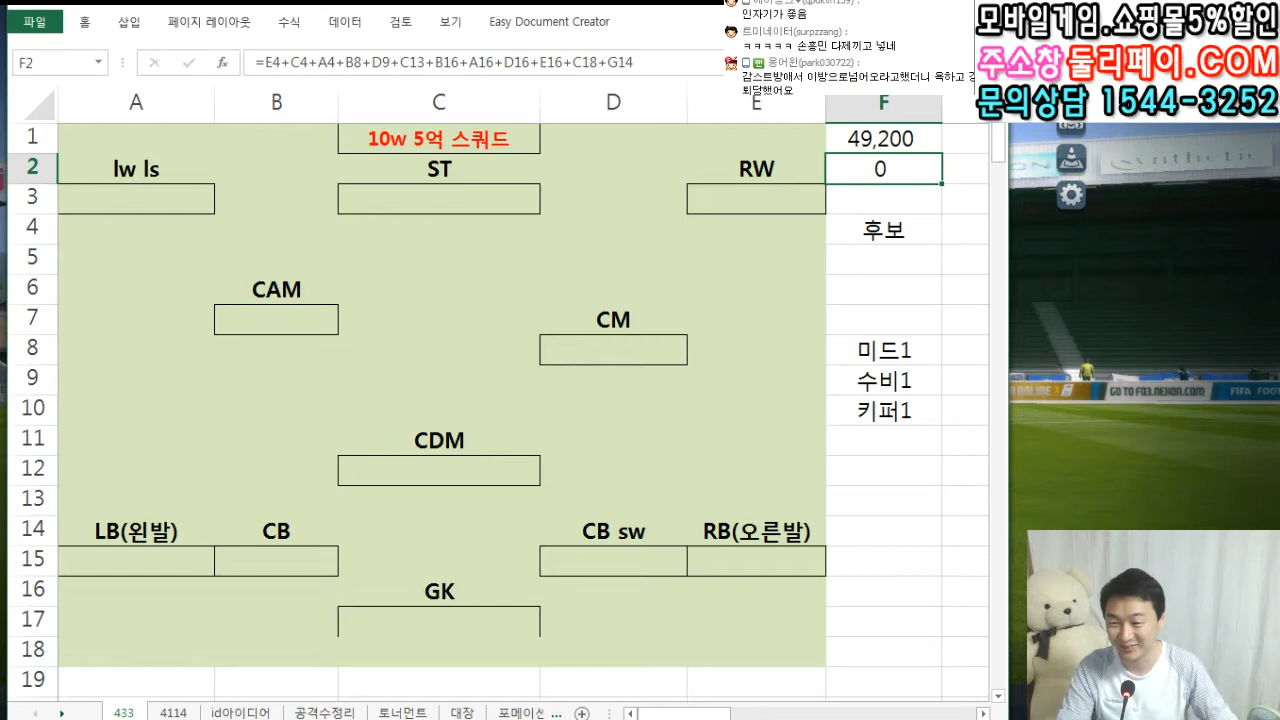 파일 홈 삽입 페이지 레이아웃 수식 데이터 검토 보기 Easy Document Creator
인자기가 좋음
트미네이터(surpzzang) :
ㅋㅋㅋㅋㅋ 손흥민 다제끼고 넣네
웅어원(park030722) :
감스트방에서 이방으로넘어오라고했더니 욕하고 강
퇴당했어요
모바일게임.쇼핑몰5%할인
주소창 둘리페이.COM
문의상담 1544-3252
F2 fx =E4+C4+A4+B8+D9+C13+B16+A16+D16+E16+C18+G14
A B C D E F
1 10w 5억 스쿼드 49,200
2 lw ls ST RW 0
3
4 후보
5
6 CAM
7 CM
8 미드1
9 수비1
10 키퍼1
11 CDM
12
13
14 LB(왼발) CB CB sw RB(오른발)
15
16 GK
17
18
19
GO TO FO3.NEXON.COM FIFA
433 4114 id아이디어 공격수정리 토너먼트 대장 포메이션 ...